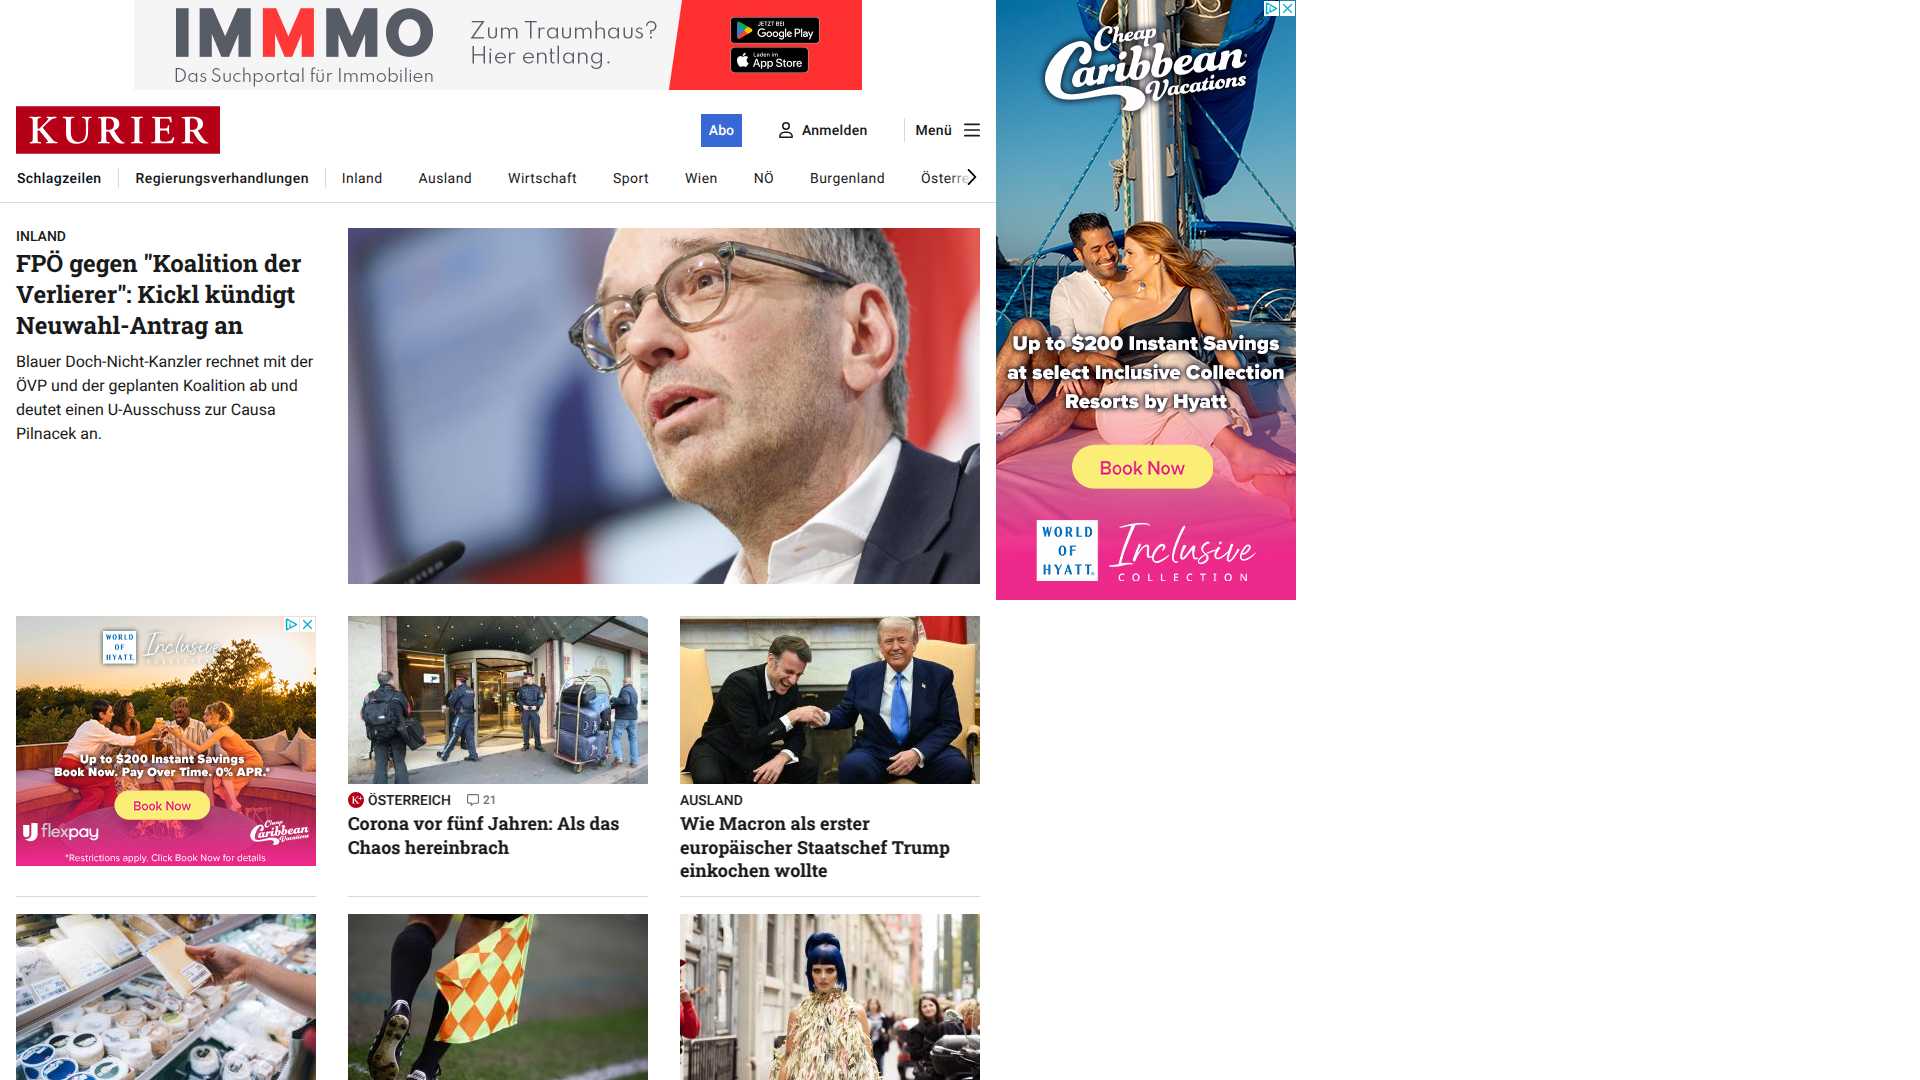 IMMMO
Das Suchportal für Immobilien
Zum Traumhaus?
Hier entlang.
JETZT BEI
Google Play
Laden im
App Store
KURIER
Abo
Anmelden
Menü
Schlagzeilen
Regierungsverhandlungen
Inland
Ausland
Wirtschaft
Sport
Wien
NÖ
Burgenland
Österre
INLAND
FPÖ gegen "Koalition der
Verlierer": Kickl kündigt
Neuwahl-Antrag an
Blauer Doch-Nicht-Kanzler rechnet mit der
ÖVP und der geplanten Koalition ab und
deutet einen U-Ausschuss zur Causa
Pilnacek an.
Cheap
Caribbean
Vacations
Up to $200 Instant Savings
at select Inclusive Collection
Resorts by Hyatt
Book Now
WORLD
OF
HYATT.
Inclusive
COLLECTION
WORLD
OF
HYATT.
Inclusive
Up to $200 Instant Savings
Book Now. Pay Over Time. 0% APR.*
Book Now
flexpay
Cheap
Caribbean
Vacations
*Restrictions apply. Click Book Now for details
K+ ÖSTERREICH 21
Corona vor fünf Jahren: Als das
Chaos hereinbrach
AUSLAND
Wie Macron als erster
europäischer Staatschef Trump
einkochen wollte